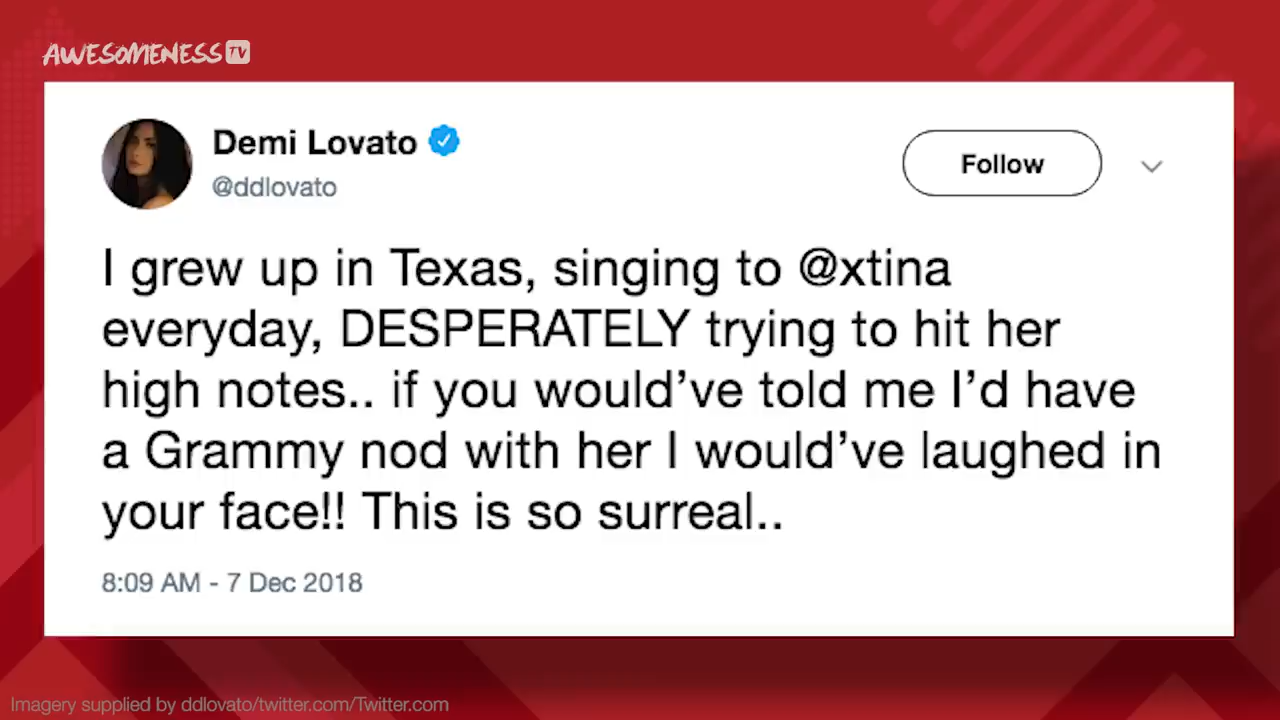 AWESOMENESS TV
Demi Lovato
@ddlovato
Follow
I grew up in Texas, singing to @xtina
everyday, DESPERATELY trying to hit her
high notes.. if you would’ve told me I’d have
a Grammy nod with her I would’ve laughed in
your face!! This is so surreal..
8:09 AM - 7 Dec 2018
Imagery supplied by ddlovato/twitter.com/Twitter.com